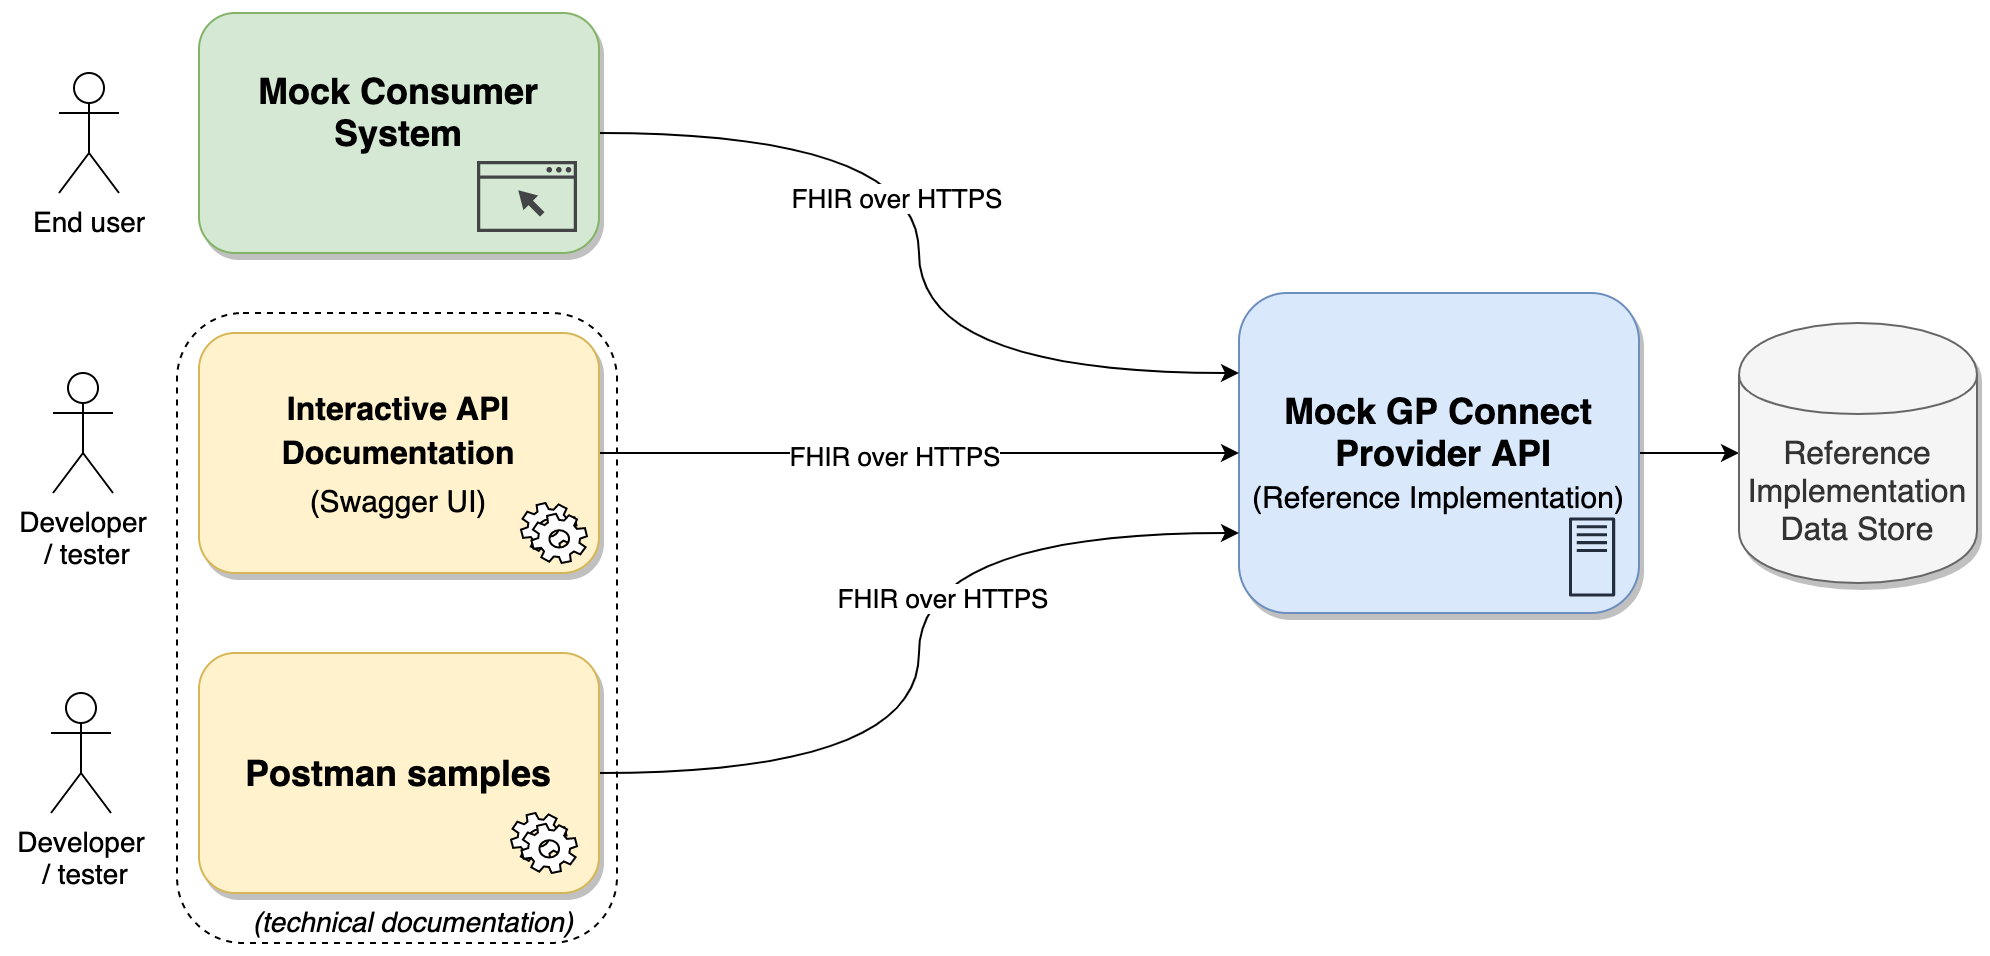 Mock Consumer
System
End user
FHIR over HTTPS
Interactive API
Documentation
(Swagger UI)
Developer
/ tester
FHIR over HTTPS
Mock GP Connect
Provider API
(Reference Implementation)
Reference
Implementation
Data Store
FHIR over HTTPS
Postman samples
Developer
/ tester
(technical documentation)